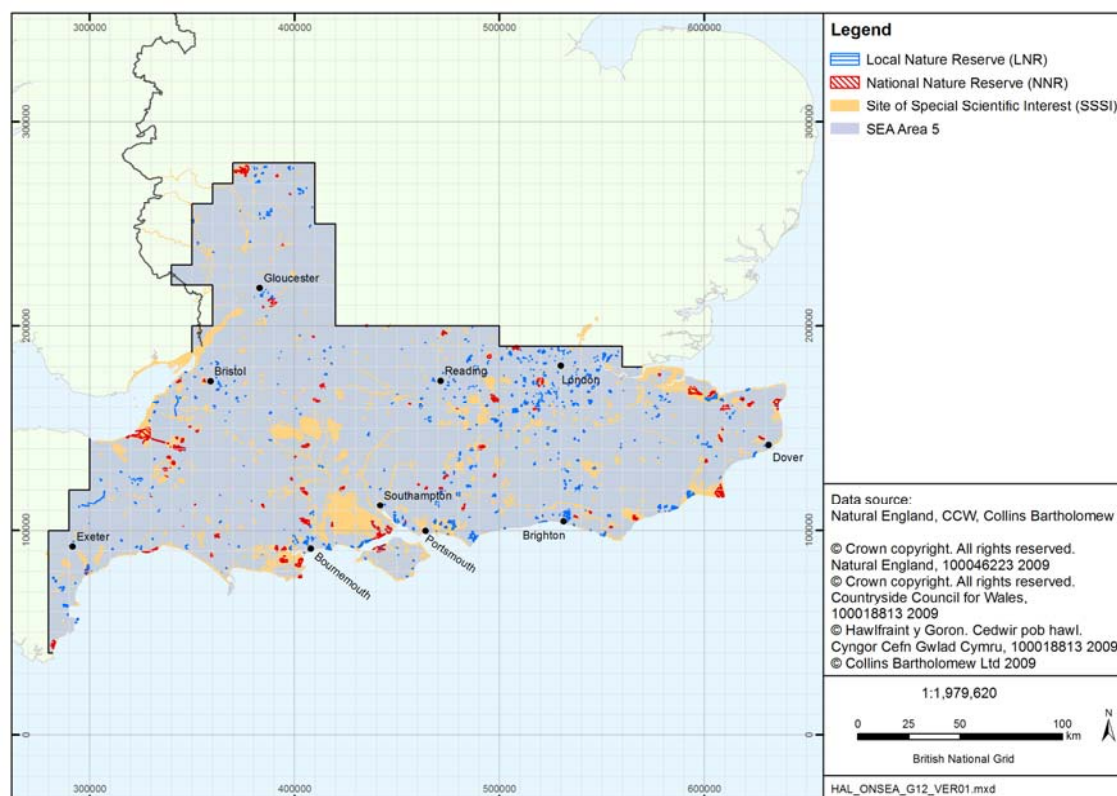 300000 400000 500000 600000
300000 300000
200000 200000
100000 100000
0 0
300000 400000 500000 600000
Gloucester
Bristol
Reading
London
Dover
Southampton
Portsmouth
Brighton
Exeter
Bournemouth
Legend
Local Nature Reserve (LNR)
National Nature Reserve (NNR)
Site of Special Scientific Interest (SSSI)
SEA Area 5
Data source:
Natural England, CCW, Collins Bartholomew
© Crown copyright. All rights reserved.
Natural England, 100046223 2009
© Crown copyright. All rights reserved.
Countryside Council for Wales,
100018813 2009
© Hawlfraint y Goron. Cedwir pob hawl.
Cyngor Cefn Gwlad Cymru, 100018813 2009
© Collins Bartholomew Ltd 2009
1:1,979,620
0 25 50 100
km
N
British National Grid
HAL_ONSEA_G12_VER01.mxd